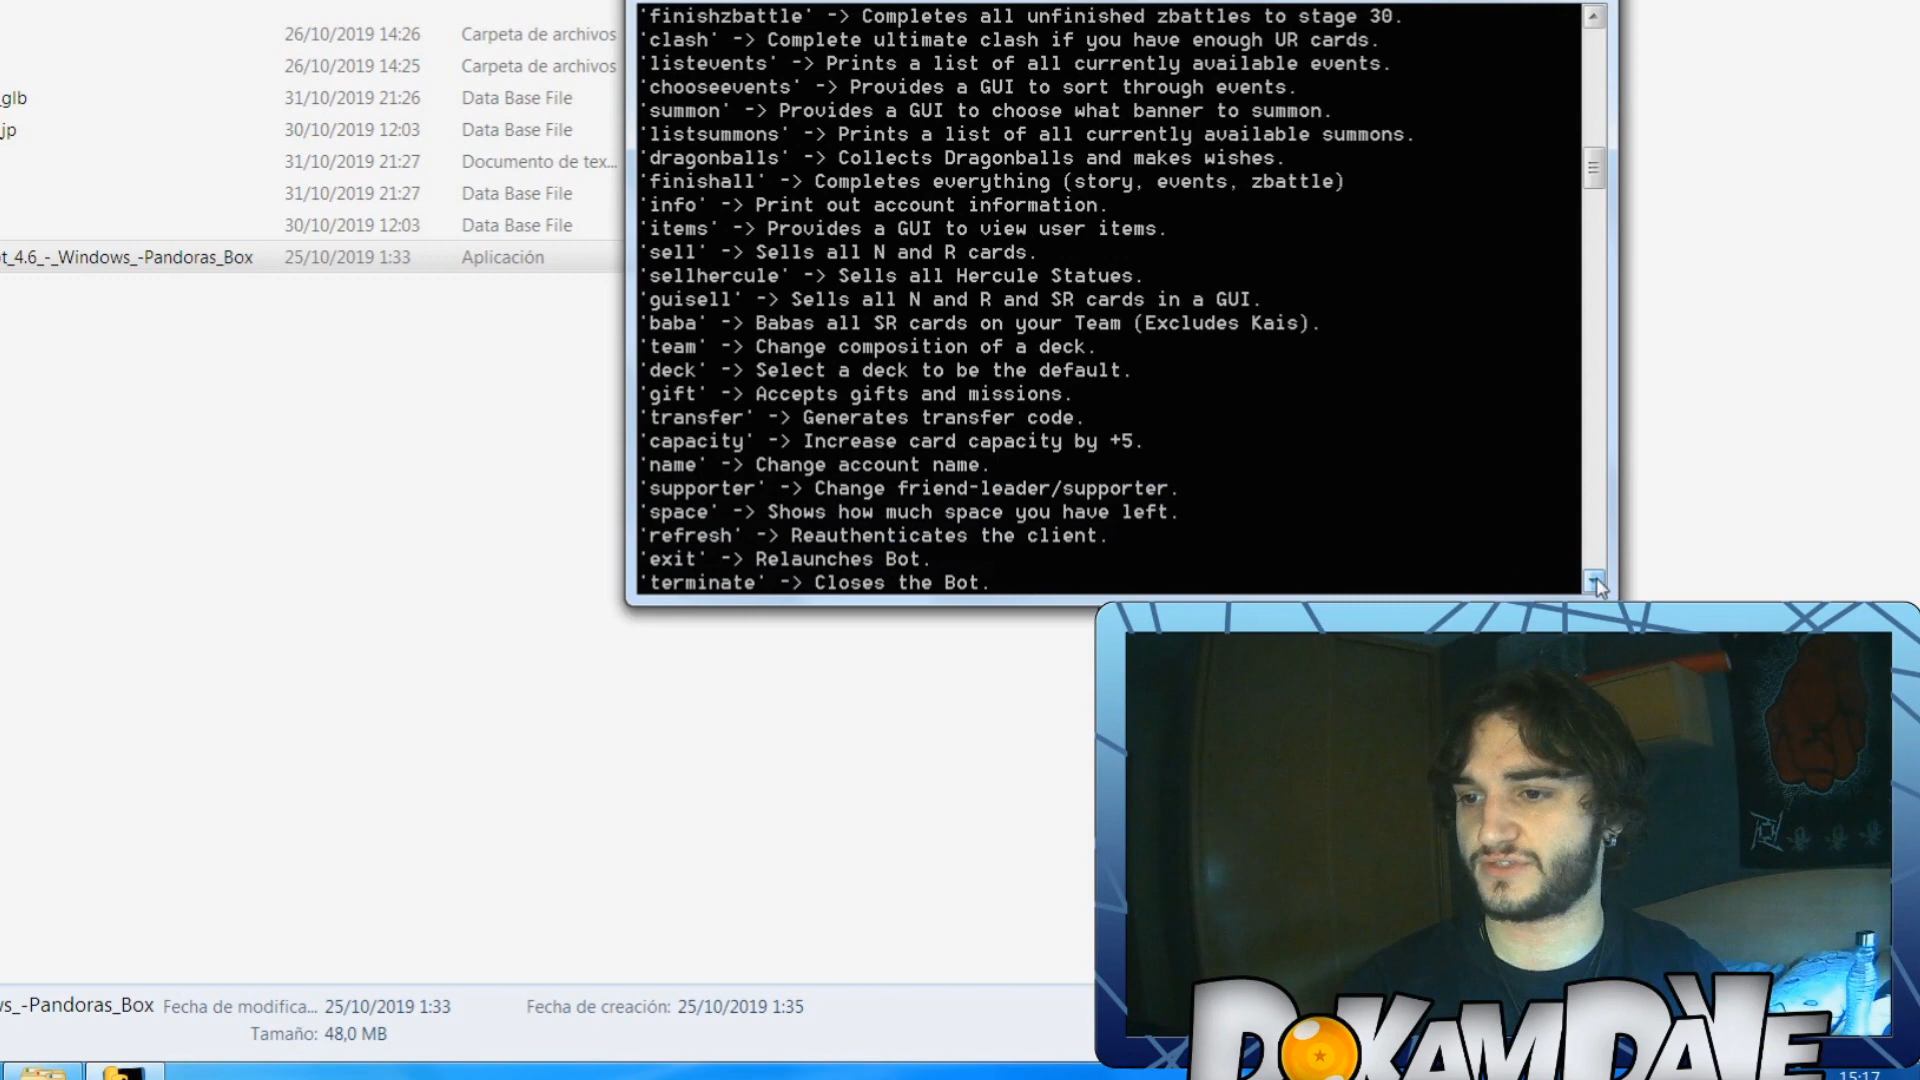 26/10/2019 14:26 Carpeta de archivos
26/10/2019 14:25 Carpeta de archivos
_glb 31/10/2019 21:26 Data Base File
_jp 30/10/2019 12:03 Data Base File
31/10/2019 21:27 Documento de tex...
31/10/2019 21:27 Data Base File
30/10/2019 12:03 Data Base File
t_4.6_-_Windows_-Pandoras_Box 25/10/2019 1:33 Aplicación
'finishzbattle' -> Completes all unfinished zbattles to stage 30.
'clash' -> Complete ultimate clash if you have enough UR cards.
'listevents' -> Prints a list of all currently available events.
'chooseevents' -> Provides a GUI to sort through events.
'summon' -> Provides a GUI to choose what banner to summon.
'listsummons' -> Prints a list of all currently available summons.
'dragonballs' -> Collects Dragonballs and makes wishes.
'finishall' -> Completes everything (story, events, zbattle)
'info' -> Print out account information.
'items' -> Provides a GUI to view user items.
'sell' -> Sells all N and R cards.
'sellhercule' -> Sells all Hercule Statues.
'guisell' -> Sells all N and R and SR cards in a GUI.
'baba' -> Babas all SR cards on your Team (Excludes Kais).
'team' -> Change composition of a deck.
'deck' -> Select a deck to be the default.
'gift' -> Accepts gifts and missions.
'transfer' -> Generates transfer code.
'capacity' -> Increase card capacity by +5.
'name' -> Change account name.
'supporter' -> Change friend-leader/supporter.
'space' -> Shows how much space you have left.
'refresh' -> Reauthenticates the client.
'exit' -> Relaunches Bot.
'terminate' -> Closes the Bot.
ws_-Pandoras_Box Fecha de modifica... 25/10/2019 1:33 Fecha de creación: 25/10/2019 1:35
Tamaño: 48,0 MB
DOKAMDAVE
15:17